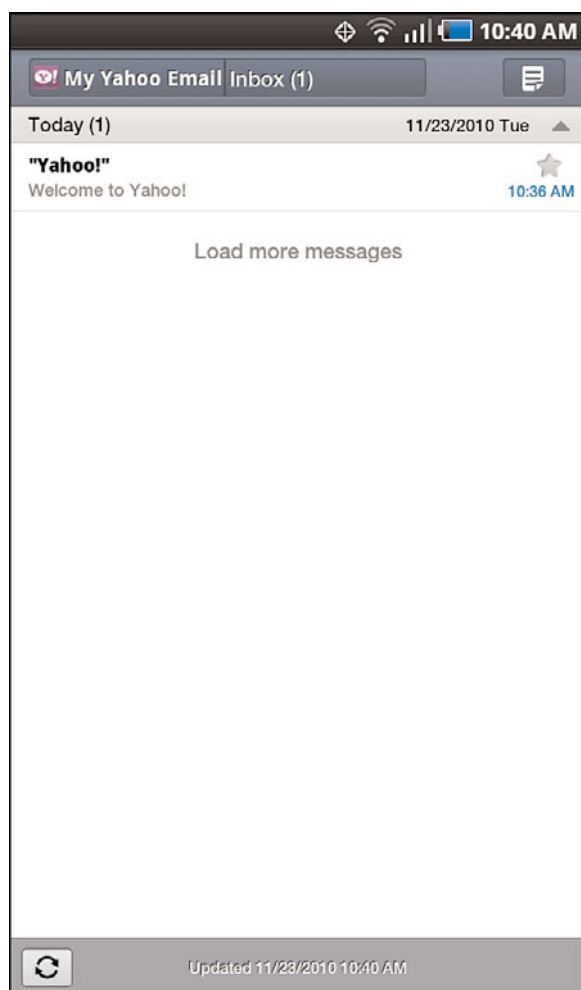 10:40 AM
Y! My Yahoo Email Inbox (1)
Today (1) 11/23/2010 Tue
"Yahoo!"
Welcome to Yahoo! 10:36 AM
Load more messages
Updated 11/23/2010 10:40 AM